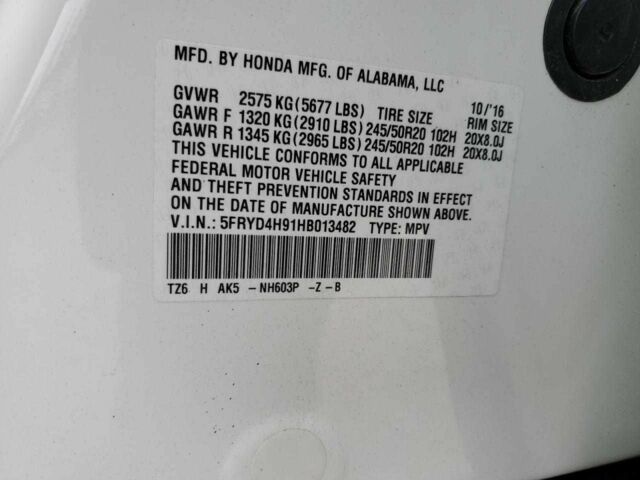 MFD. BY HONDA MFG. OF ALABAMA, LLC
10/'16
GVWR 2575 KG(5677 LBS) TIRE SIZE RIM SIZE
GAWR F 1320 KG(2910 LBS) 245/50R20 102H 20X8.0J
GAWR R 1345 KG(2965 LBS) 245/50R20 102H 20X8.0J
THIS VEHICLE CONFORMS TO ALL APPLICABLE
FEDERAL MOTOR VEHICLE SAFETY
AND THEFT PREVENTION STANDARDS IN EFFECT
ON THE DATE OF MANUFACTURE SHOWN ABOVE.
V.I.N.: 5FRYD4H91HB013482 TYPE: MPV
TZ6 H AK5 -NH603P -Z-B